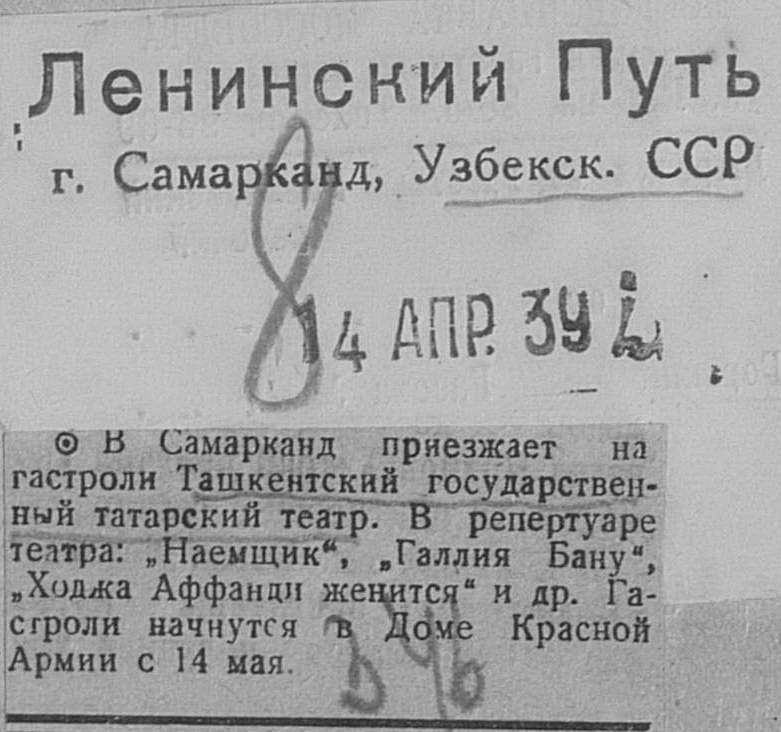 Ленинский Путь
г. Самарканд, Узбекск. ССР
8
14 АПР. 39
⊙ В Самарканд приезжает на
гастроли Ташкентский государствен-
ный татарский театр. В репертуаре
театра: „Наемщик“, „Галлия Бану“,
„Ходжа Аффанди женится“ и др. Га-
строли начнутся в Доме Красной
Армии с 14 мая.